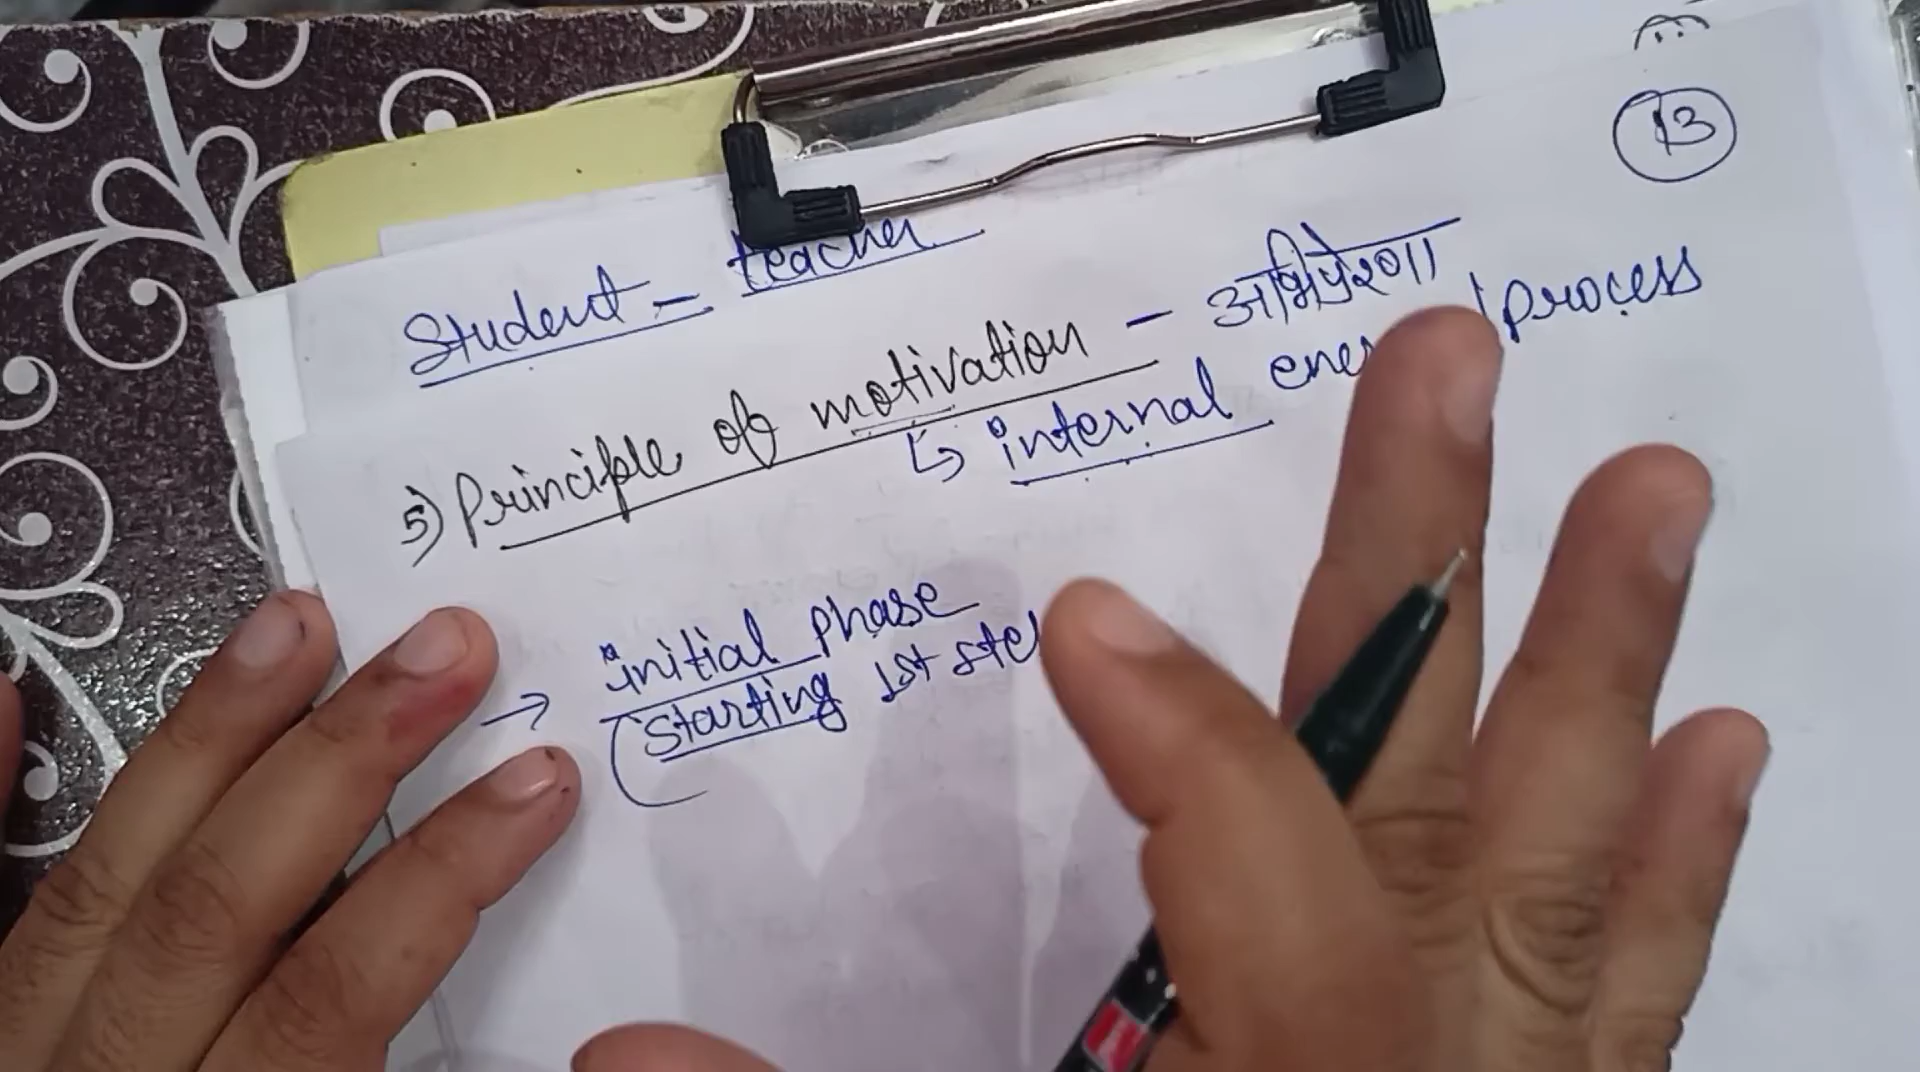 13
Student - teacher
5) Principle of motivation - अभिप्रेरणा
↳ internal process
→ initial phase
(Starting 1st